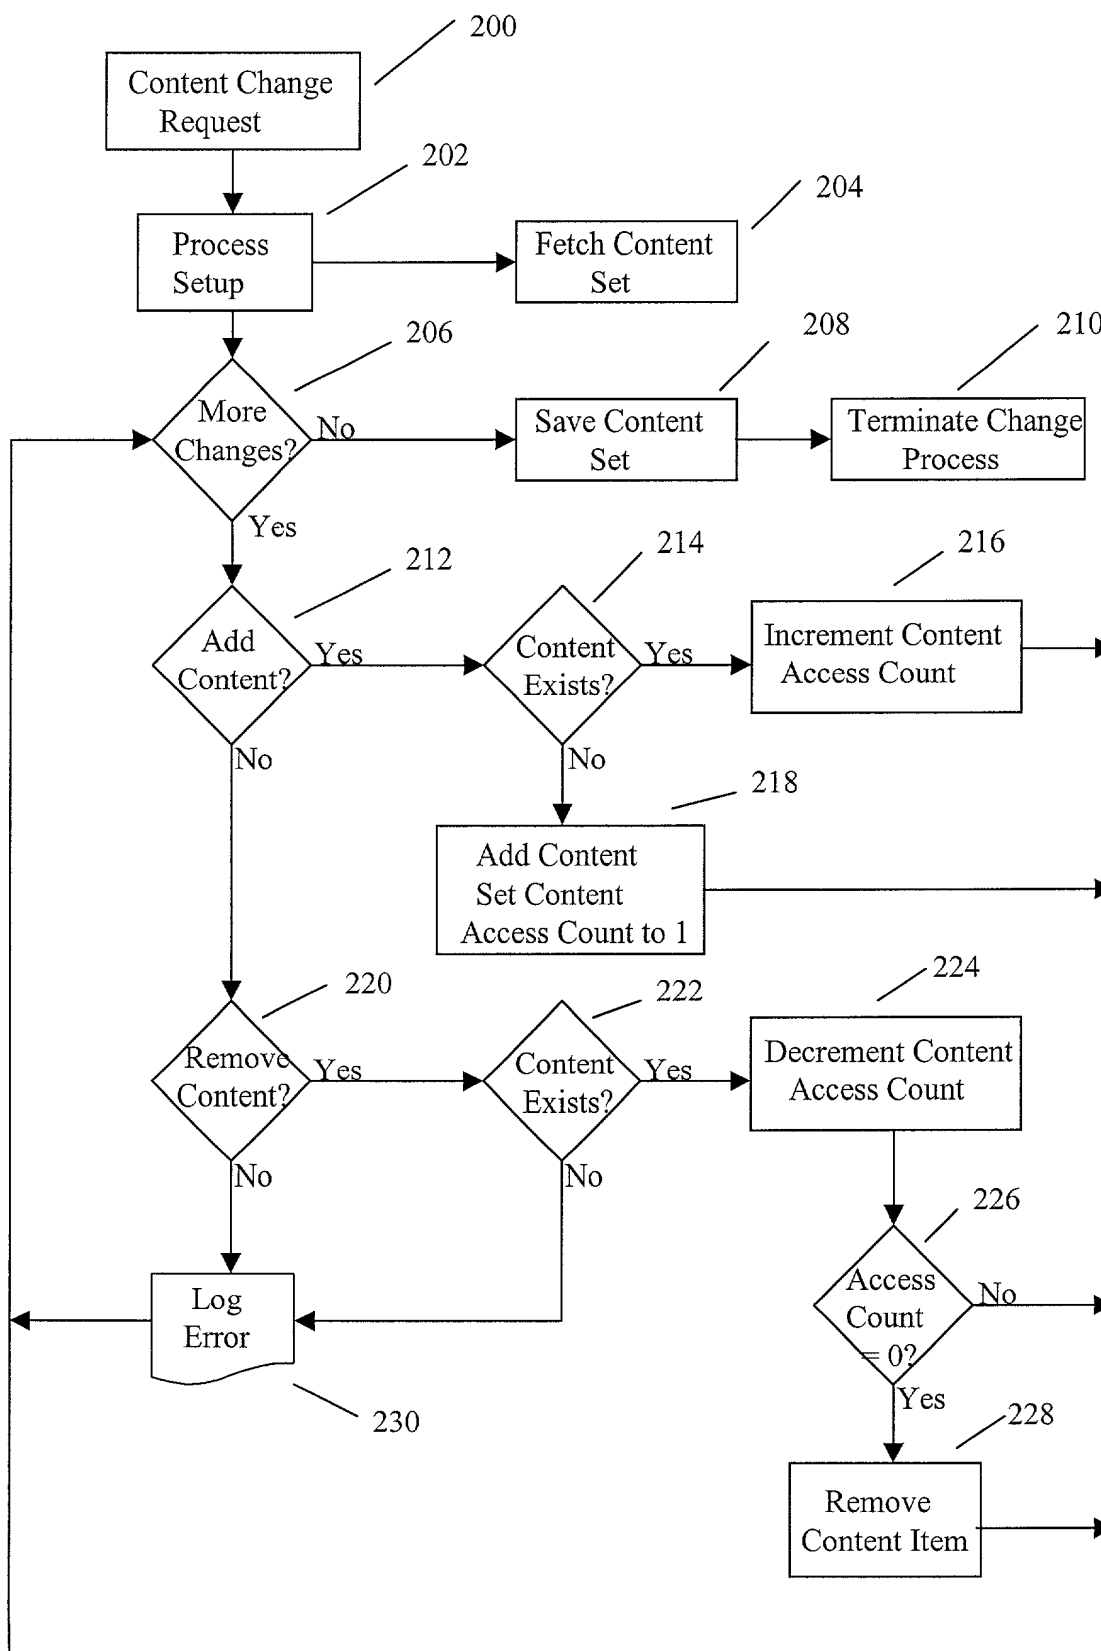 200
Content Change
Request
202
204
Process
Setup
Fetch Content
Set
206
208
210
More
Changes?
No
Save Content
Set
Terminate Change
Process
Yes
212
214
216
Add
Content?
Yes
Content
Exists?
Yes
Increment Content
Access Count
No
No
218
Add Content
Set Content
Access Count to 1
220
222
224
Remove
Content?
Yes
Content
Exists?
Yes
Decrement Content
Access Count
No
No
226
Access
Count
= 0?
No
Log
Error
Yes
230
228
Remove
Content Item